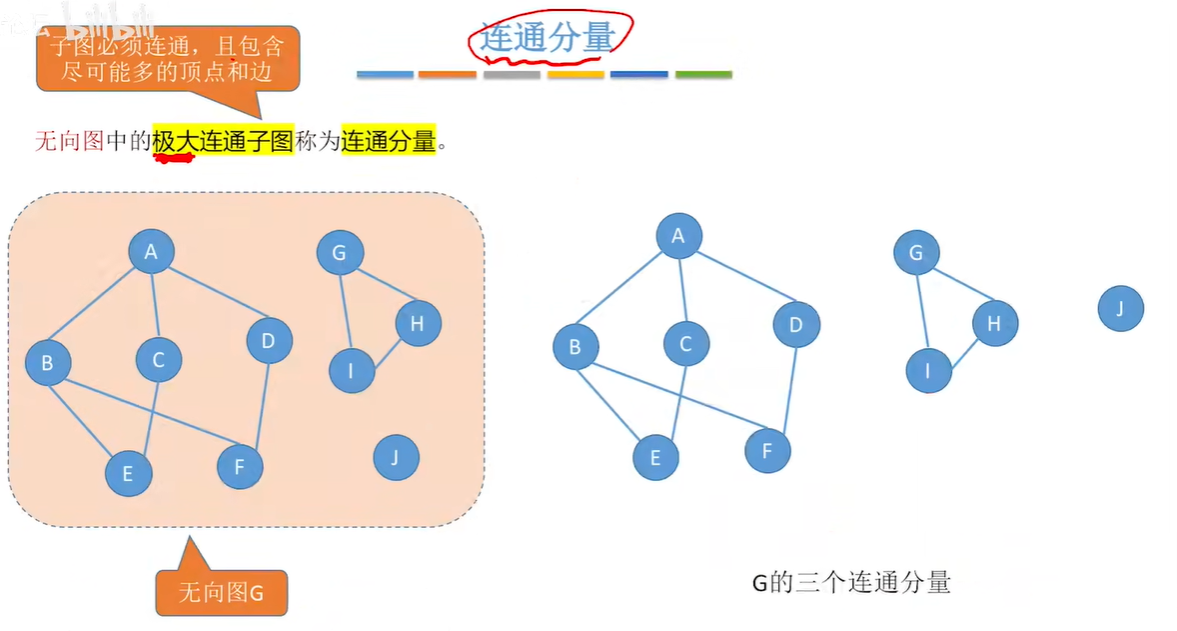 bilibili
连通分量
子图必须连通，且包含
尽可能多的顶点和边
无向图中的极大连通子图称为连通分量。
A
G
H
D
B
C
I
E
F
J
A
G
J
H
D
B
C
I
E
F
无向图G
G的三个连通分量